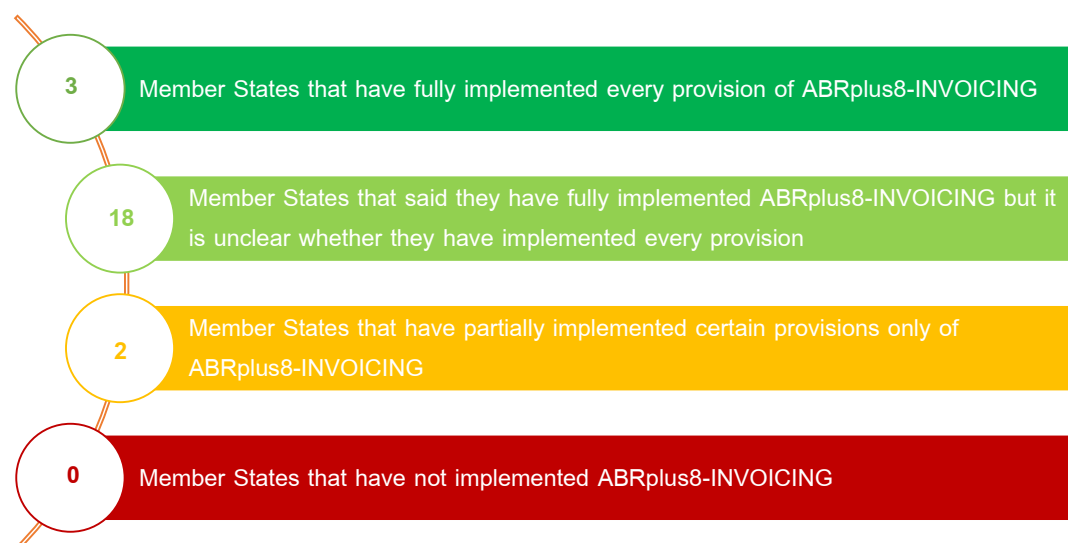 3
Member States that have fully implemented every provision of ABRplus8-INVOICING
18
Member States that said they have fully implemented ABRplus8-INVOICING but it
is unclear whether they have implemented every provision
2
Member States that have partially implemented certain provisions only of
ABRplus8-INVOICING
0
Member States that have not implemented ABRplus8-INVOICING